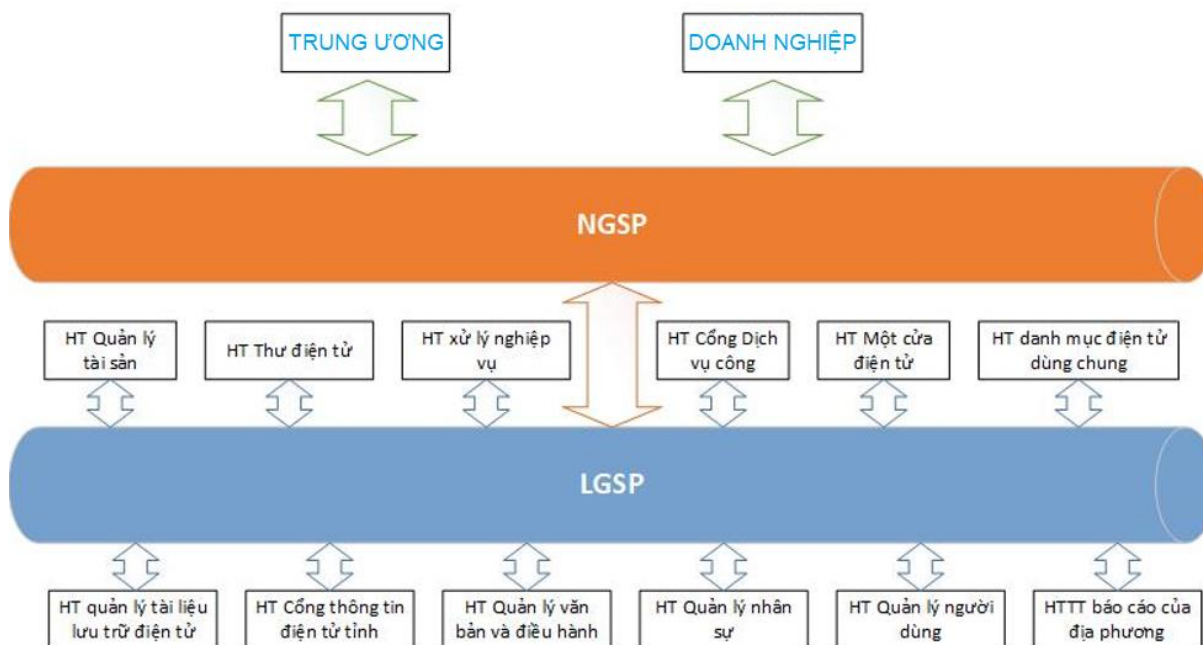 TRUNG ƯƠNG
DOANH NGHIỆP
NGSP
HT Quản lý
tài sản
HT Thư điện tử
HT xử lý nghiệp
vụ
HT Cổng Dịch
vụ công
HT Một cửa
điện tử
HT danh mục điện tử
dùng chung
LGSP
HT quản lý tài liệu
lưu trữ điện tử
HT Cổng thông tin
điện tử tỉnh
HT Quản lý văn
bản và điều hành
HT Quản lý nhân
sự
HT Quản lý người
dùng
HTTT báo cáo của
địa phương